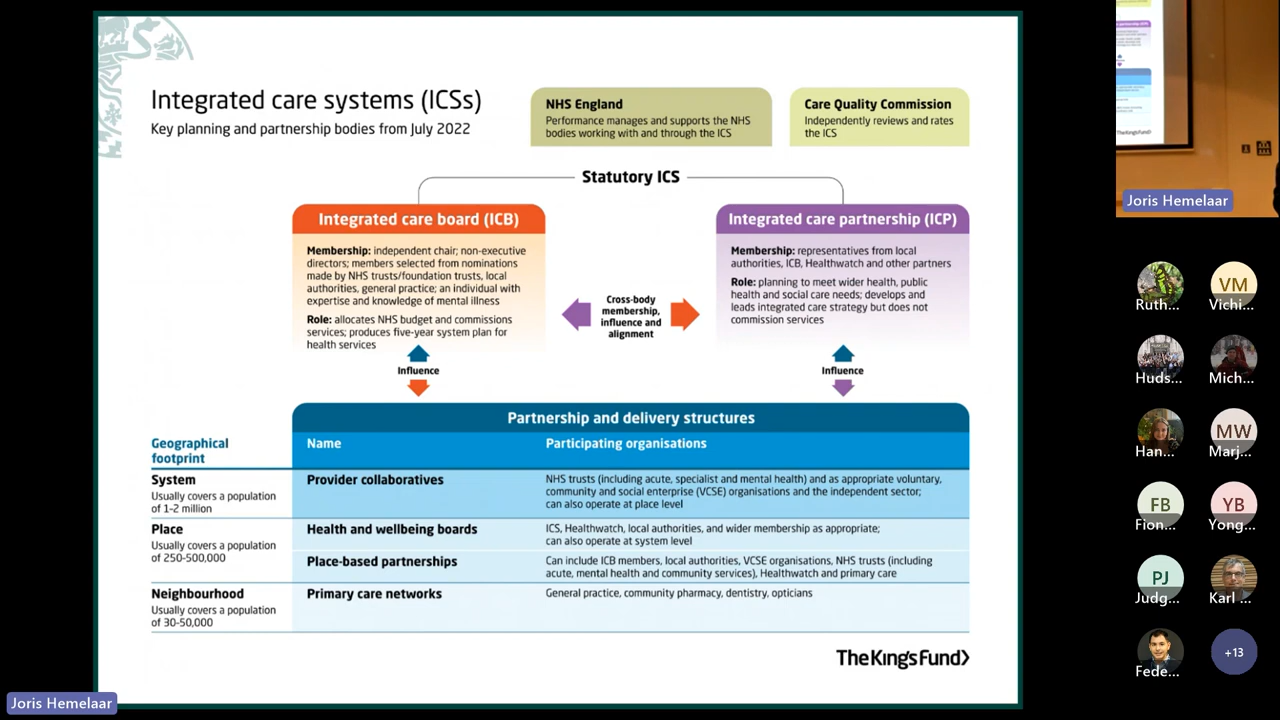 Integrated care systems (ICSs)
Key planning and partnership bodies from July 2022
NHS England
Performance manages and supports the NHS
bodies working with and through the ICS
Care Quality Commission
Independently reviews and rates
the ICS
Statutory ICS
Integrated care board (ICB)
Membership: independent chair; non-executive
directors; members selected from nominations
made by NHS trusts/foundation trusts, local
authorities, general practice; an individual with
expertise and knowledge of mental illness
Role: allocates NHS budget and commissions
services; produces five-year system plan for
health services
Cross-body
membership,
influence and
alignment
Integrated care partnership (ICP)
Membership: representatives from local
authorities, ICB, Healthwatch and other partners
Role: planning to meet wider health, public
health and social care needs; develops and
leads integrated care strategy but does not
commission services
Influence
Influence
Partnership and delivery structures
Geographical
footprint
Name
Participating organisations
System
Usually covers a population
of 1–2 million
Provider collaboratives
NHS trusts (including acute, specialist and mental health) and as appropriate voluntary,
community and social enterprise (VCSE) organisations and the independent sector;
can also operate at place level
Place
Usually covers a population
of 250-500,000
Health and wellbeing boards
ICS, Healthwatch, local authorities, and wider membership as appropriate;
can also operate at system level
Place-based partnerships
Can include ICB members, local authorities, VCSE organisations, NHS trusts (including
acute, mental health and community services), Healthwatch and primary care
Neighbourhood
Usually covers a population
of 30-50,000
Primary care networks
General practice, community pharmacy, dentistry, opticians
TheKing'sFund>
Joris Hemelaar
TheKing'sFund>
Joris Hemelaar
VM
Ruth...
Vichi...
Huds...
Mich...
MW
Han...
Marj...
FB
YB
Fion...
Yong...
PJ
Judg...
Karl ...
+13
Fede...